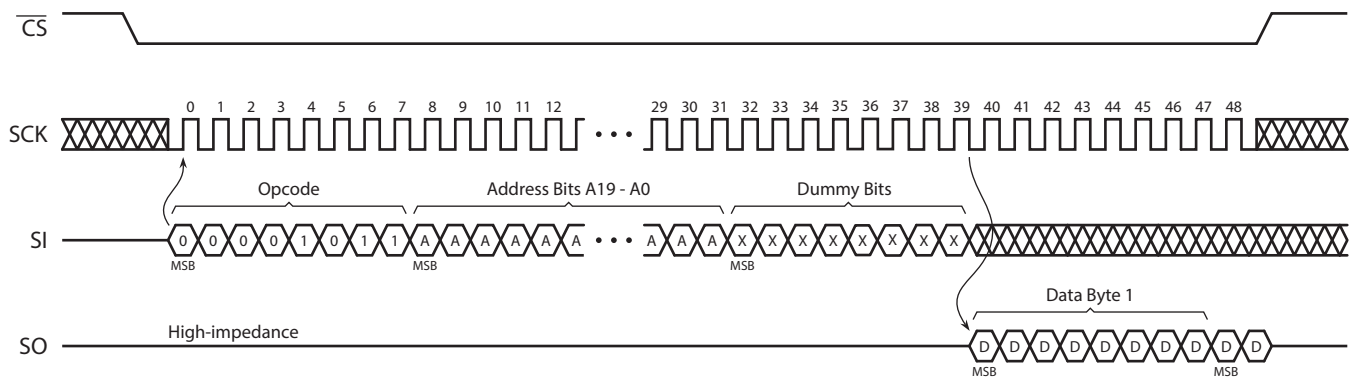 CS
0 1 2 3 4 5 6 7 8 9 10 11 12 29 30 31 32 33 34 35 36 37 38 39 40 41 42 43 44 45 46 47 48
SCK
Opcode Address Bits A19 - A0 Dummy Bits
SI 0 0 0 0 1 0 1 1 A A A A A A A A A X X X X X X X X
MSB MSB MSB
Data Byte 1
High-impedance
SO D D D D D D D D D D
MSB MSB